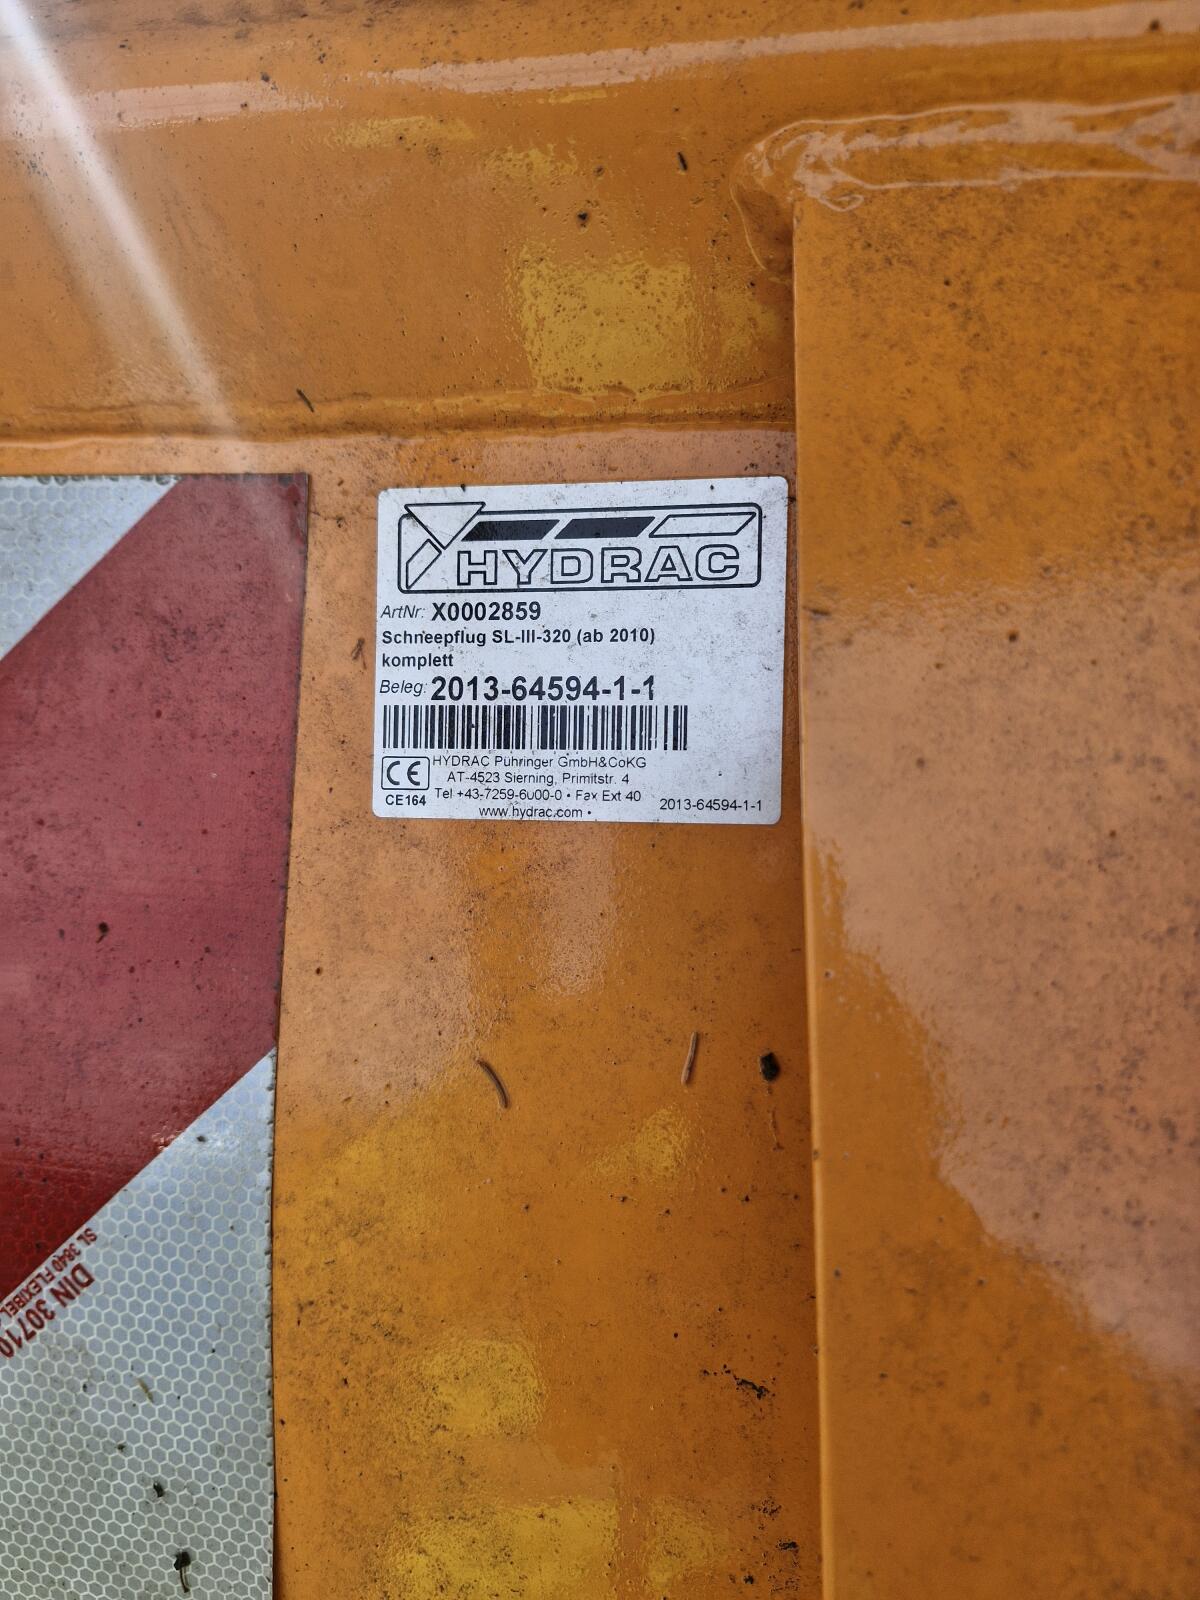 HYDRAC
ArtNr: X0002859
Schneepflug SL-III-320 (ab 2010)
komplett
Beleg: 2013-64594-1-1
HYDRAC Pühringer GmbH&CoKG
AT-4523 Sierning, Primitstr. 4
CE
CE164
Tel +43-7259-6000-0 • Fax Ext 40
2013-64594-1-1
www.hydrac.com •
SL 3840 FLEXIBEL
DIN 30710